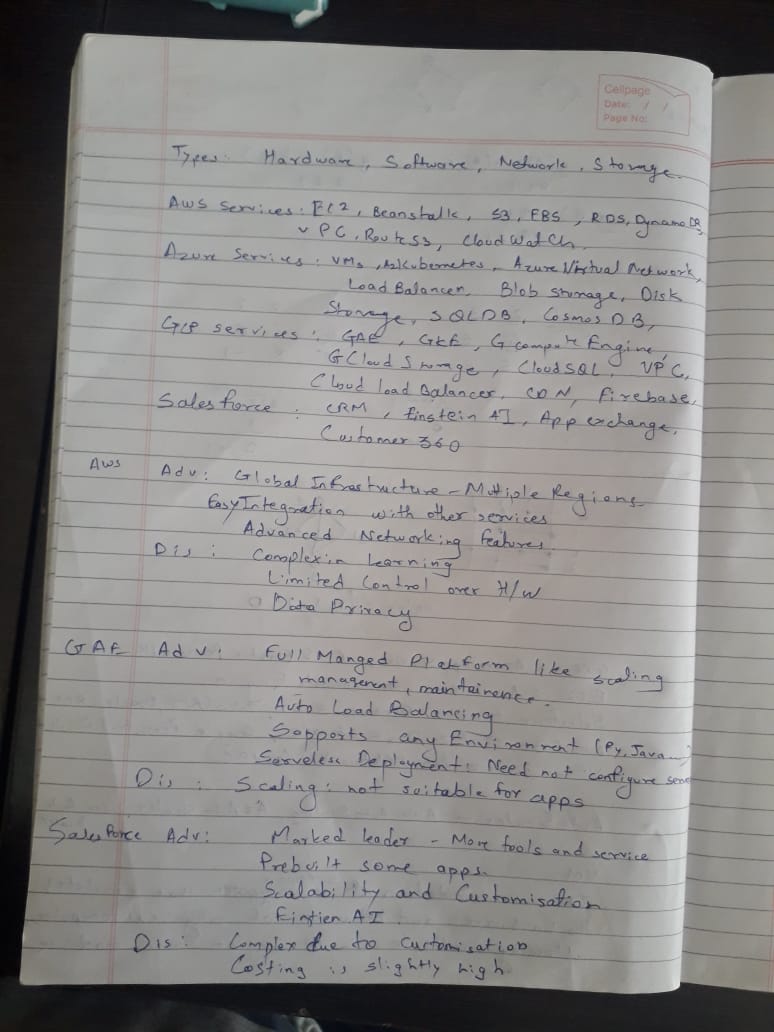 Cellpage
Date: / /
Page No:
Types: Hardware, Software, Network, Storage.
AWS Services: EC2, Beanstalk, S3, EBS, RDS, Dynamo DB,
VPC, Route53, CloudWatch.
Azure Services: VMs, Kubernetes, Azure Virtual Network,
Load Balancer, Blob storage, Disk
Storage, SQLDB, Cosmos DB,
GCP services: GAE, GKE, G compute Engine,
GCloud Storage, CloudSQL, VPC,
Cloud load Balancer, CDN, Firebase,
Salesforce: CRM, Einstein AI, App exchange,
Customer 360
AWS Adv: Global Infrastructure - Multiple Regions
Easy Integration with other services
Advanced Networking features.
Dis: Complex in Learning
Limited Control over H/W
Data Privacy
GAE Adv: Full Manged Platform like scaling
management, maintainence.
Auto Load Balancing
Sopports any Environment (Py, Java...)
Serveless Deployment: Need not configure
Dis: Scaling: not suitable for apps
Salesforce Adv: Marked leader - More tools and service
Prebuilt some apps.
Scalability and Customisation
AI
Dis: Complex due to customisation
Costing is slightly high